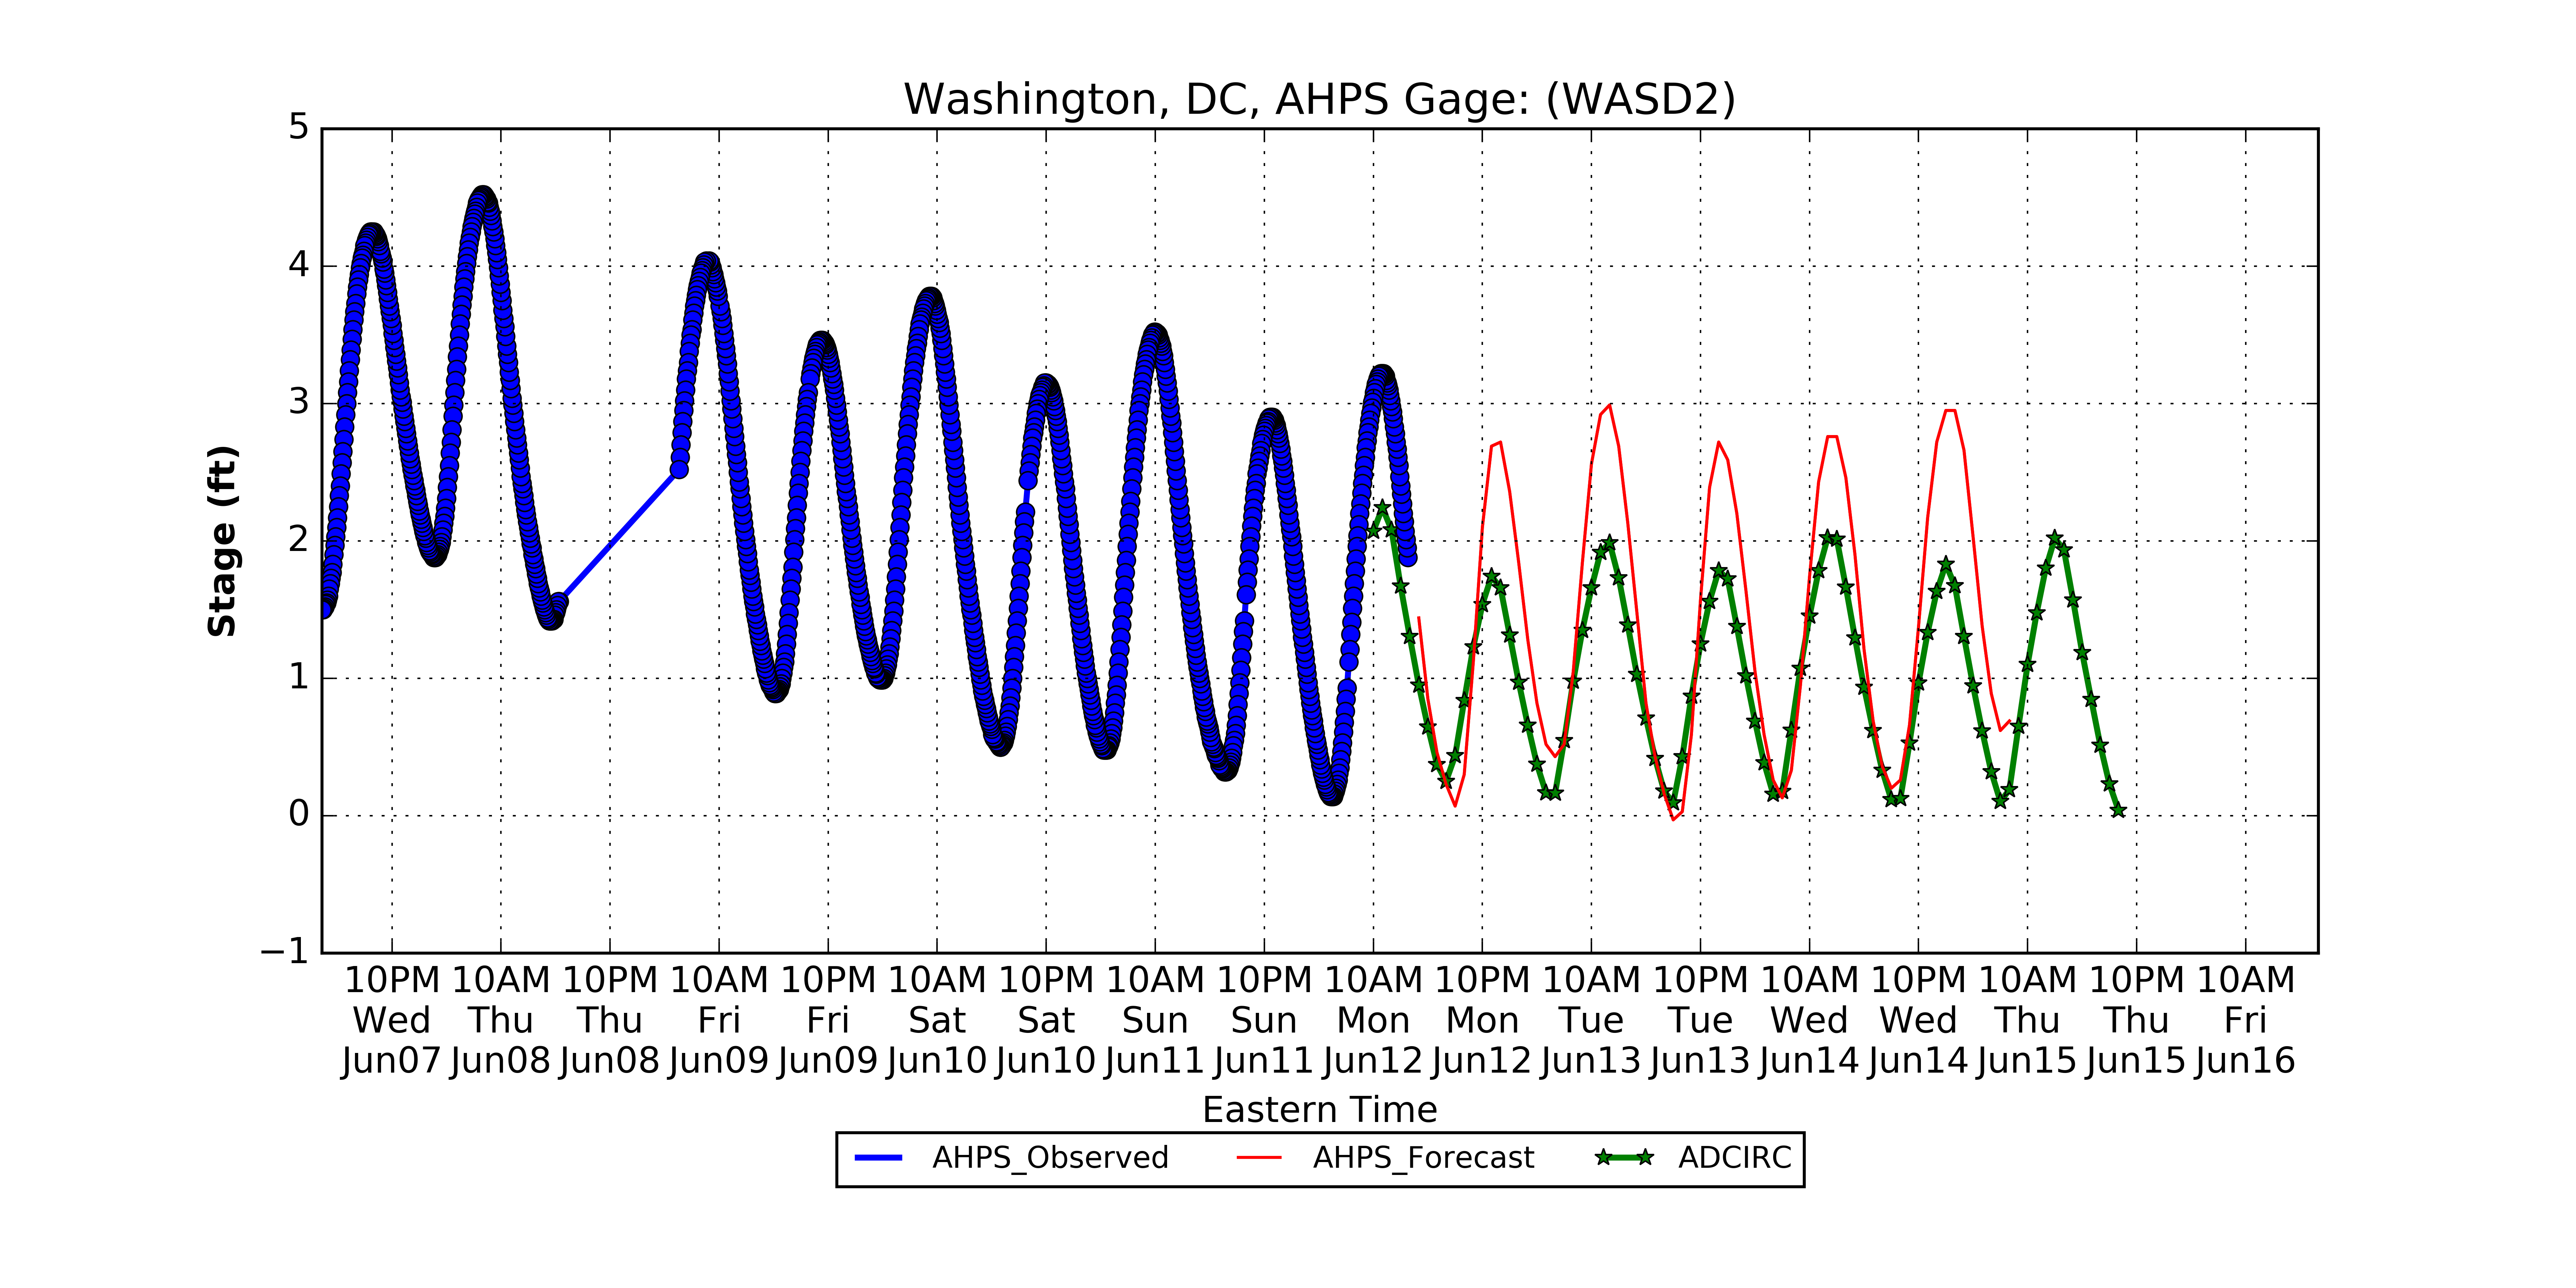 Washington, DC, AHPS Gage: (WASD2)
5
4
3
2
1
0
−1
Stage (ft)
10PM 10AM 10PM 10AM 10PM 10AM 10PM 10AM 10PM 10AM 10PM 10AM 10PM 10AM 10PM 10AM 10PM 10AM
Wed Thu Thu Fri Fri Sat Sat Sun Sun Mon Mon Tue Tue Wed Wed Thu Thu Fri
Jun07 Jun08 Jun08 Jun09 Jun09 Jun10 Jun10 Jun11 Jun11 Jun12 Jun12 Jun13 Jun13 Jun14 Jun14 Jun15 Jun15 Jun16
Eastern Time
AHPS_Observed AHPS_Forecast ADCIRC